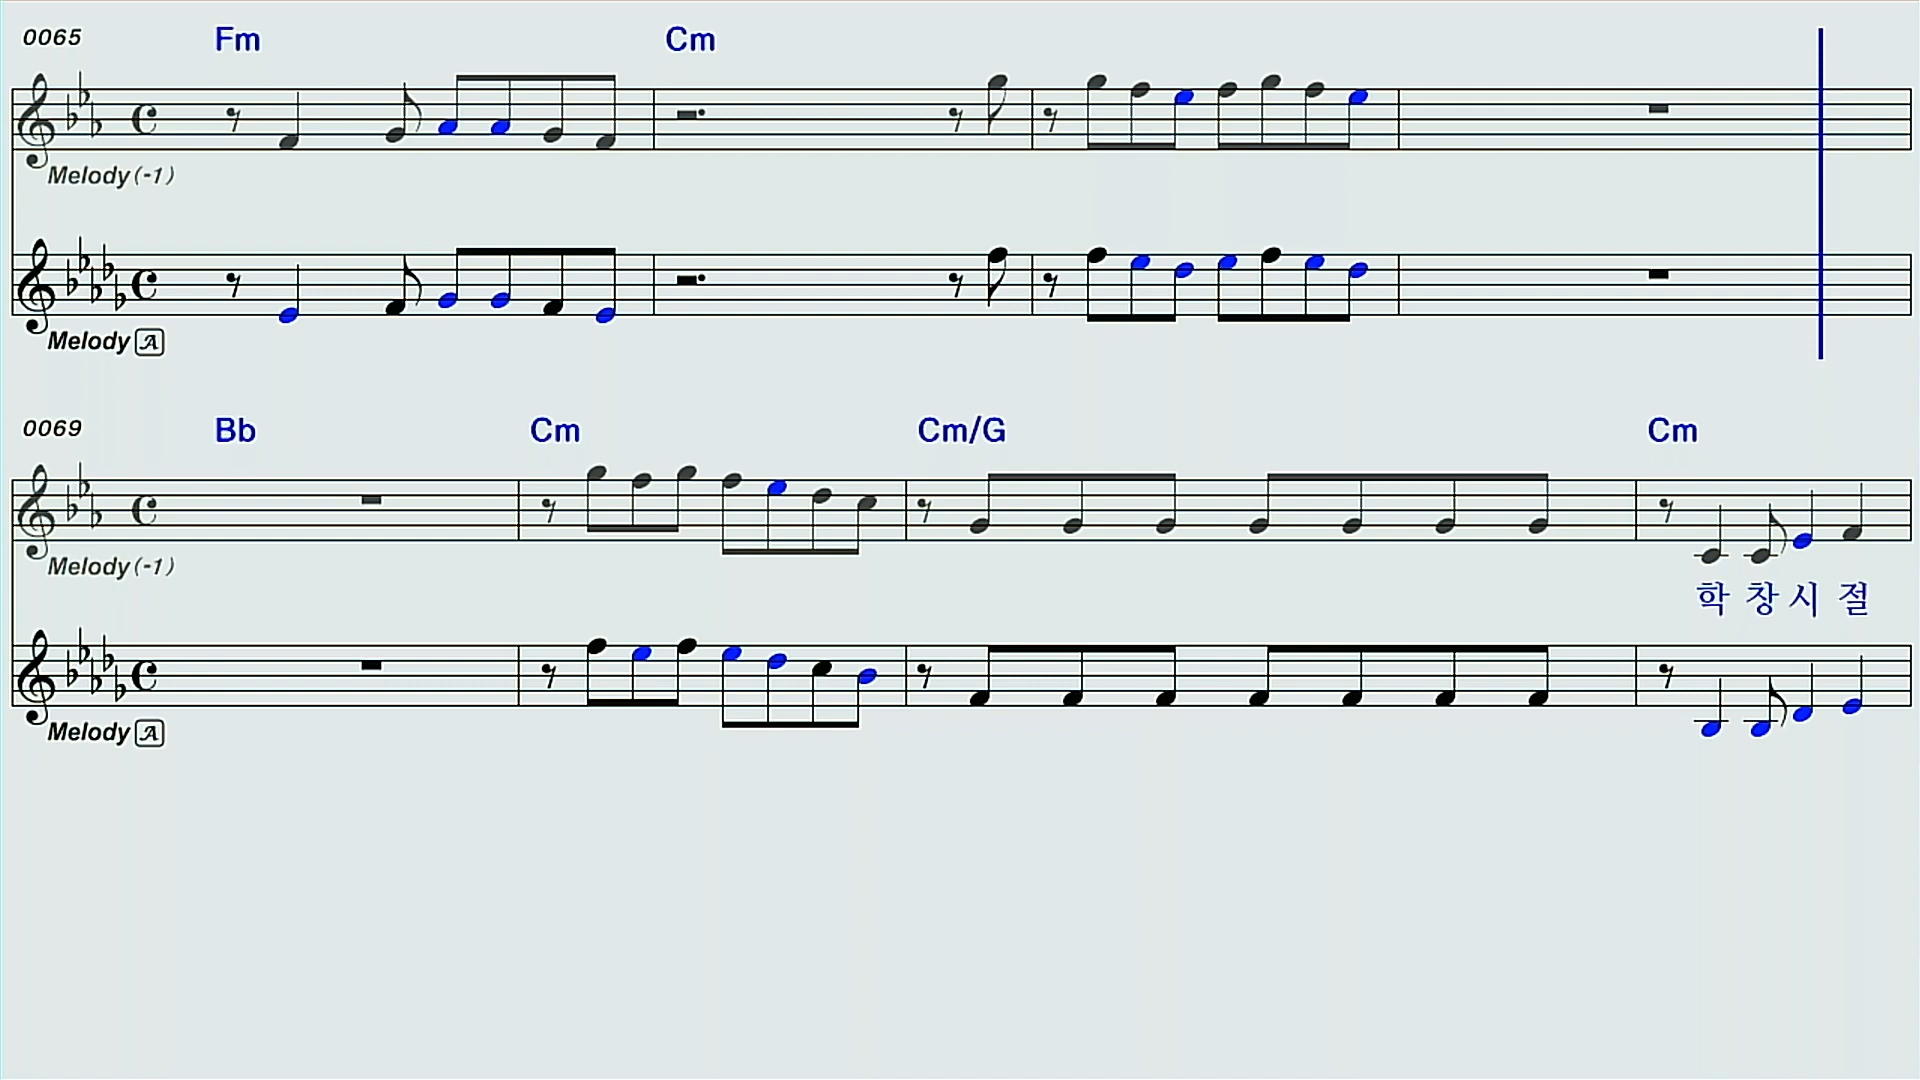 0065 Fm Cm
Melody(-1)
Melody A
0069 Bb Cm Cm/G Cm
Melody(-1)
학 창 시 절
Melody A